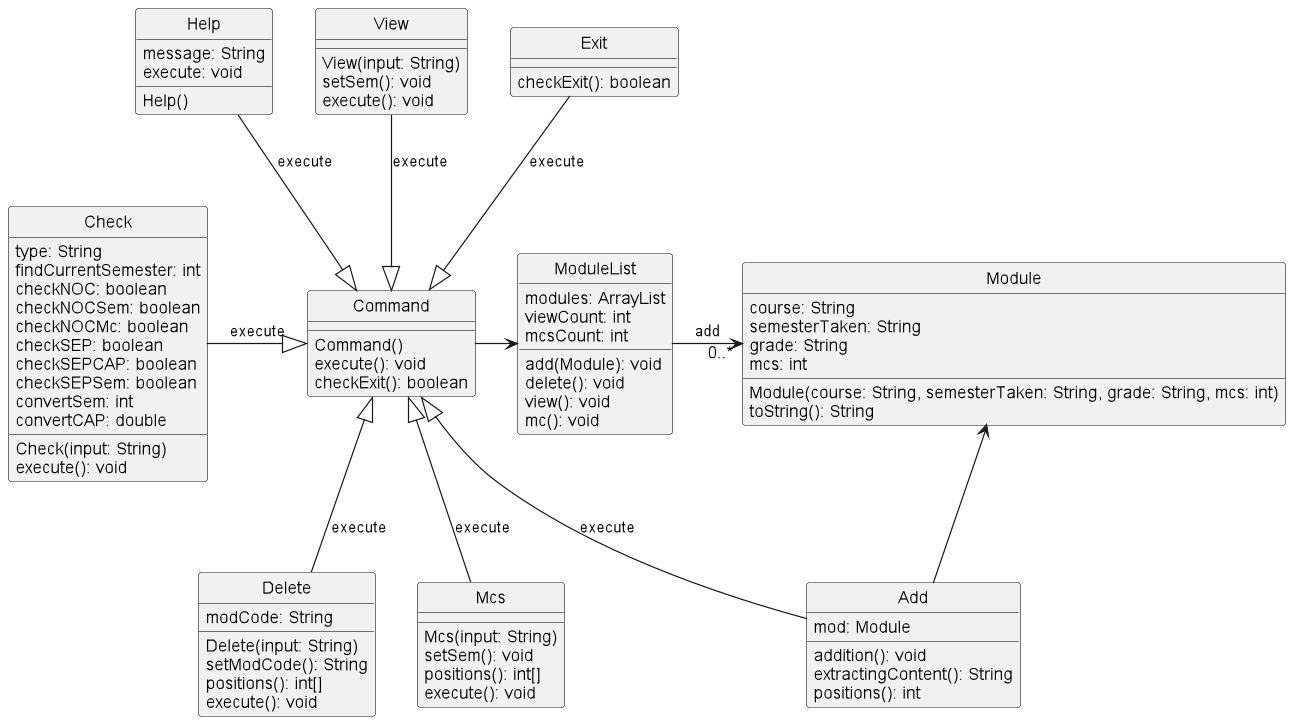 Help
message: String
execute: void
Help()
View
View(input: String)
setSem(): void
execute(): void
Exit
checkExit(): boolean
execute
execute
execute
Check
type: String
findCurrentSemester: int
checkNOC: boolean
checkNOCSem: boolean
checkNOCMc: boolean
checkSEP: boolean
checkSEPCAP: boolean
checkSEPSem: boolean
convertSem: int
convertCAP: double
Check(input: String)
execute(): void
execute
Command
Command()
execute(): void
checkExit(): boolean
ModuleList
modules: ArrayList
viewCount: int
mcsCount: int
add(Module): void
delete(): void
view(): void
mc(): void
add
0..*
Module
course: String
semesterTaken: String
grade: String
mcs: int
Module(course: String, semesterTaken: String, grade: String, mcs: int)
toString(): String
execute
execute
execute
Delete
modCode: String
Delete(input: String)
setModCode(): String
positions(): int[]
execute(): void
Mcs
Mcs(input: String)
setSem(): void
positions(): int[]
execute(): void
Add
mod: Module
addition(): void
extractingContent(): String
positions(): int